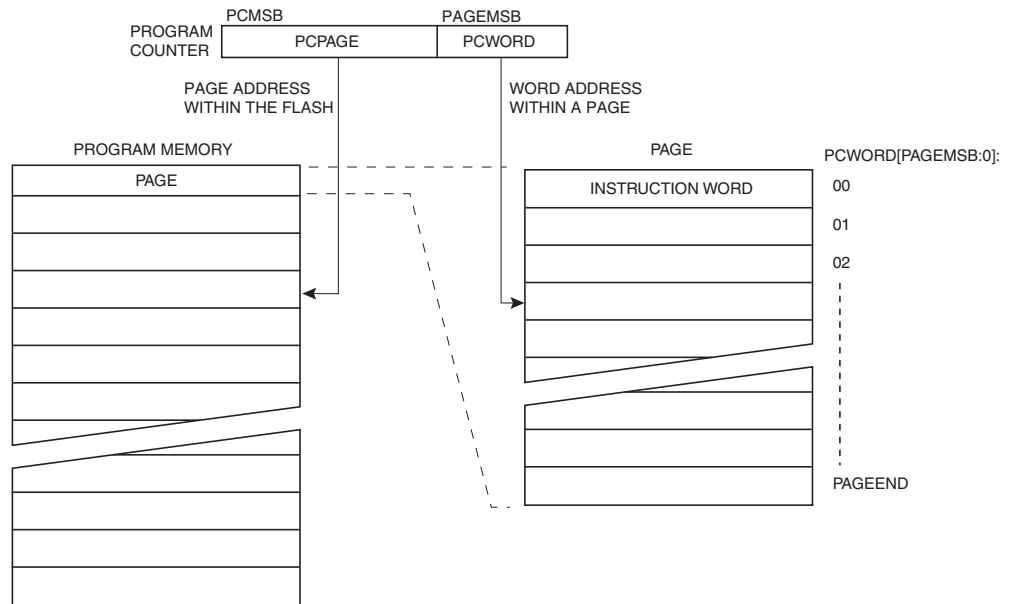 PCMSB
PAGEMSB
PROGRAM
COUNTER
PCPAGE
PCWORD
PAGE ADDRESS
WITHIN THE FLASH
WORD ADDRESS
WITHIN A PAGE
PROGRAM MEMORY
PAGE
PAGE
PCWORD[PAGEMSB:0]:
INSTRUCTION WORD
00
01
02
PAGEEND